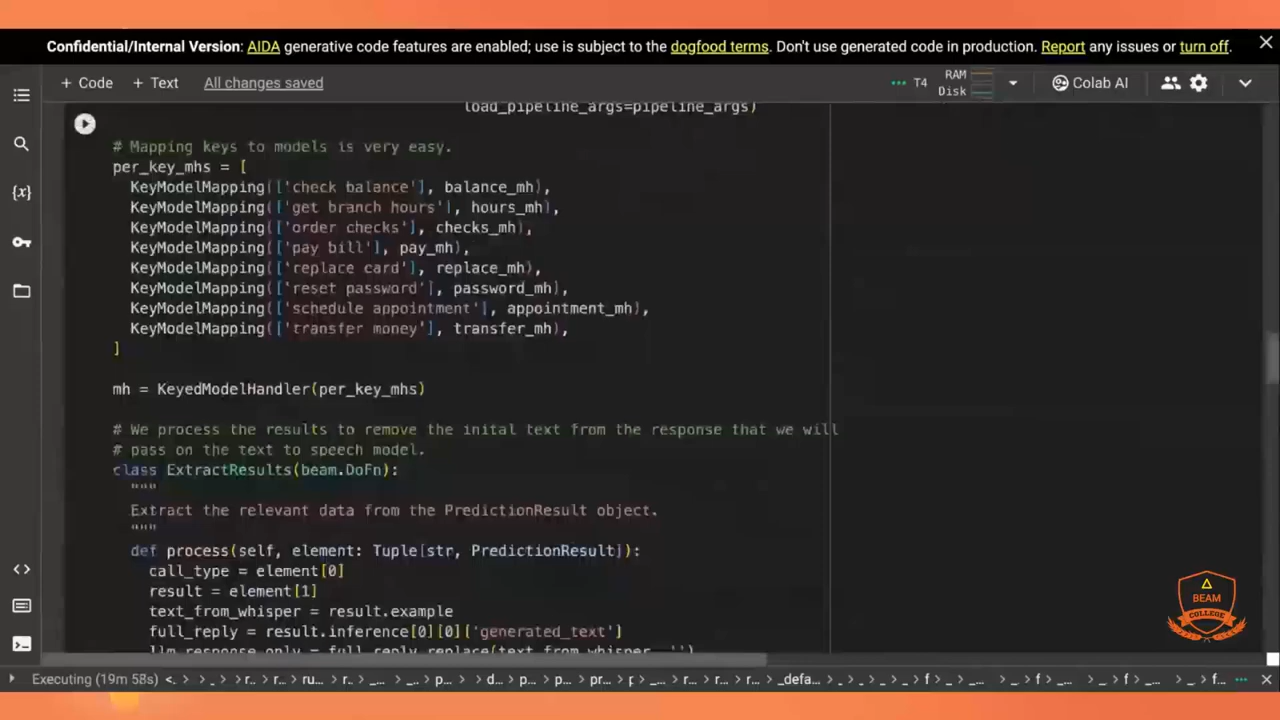 Confidential/Internal Version: AIDA generative code features are enabled; use is subject to the dogfood terms. Don't use generated code in production. Report any issues or turn off.
+ Code + Text All changes saved
T4 RAM Disk Colab AI
load_pipeline_args=pipeline_args)
# Mapping keys to models is very easy.
per_key_mhs = [
KeyModelMapping(['check balance'], balance_mh),
KeyModelMapping(['get branch hours'], hours_mh),
KeyModelMapping(['order checks'], checks_mh),
KeyModelMapping(['pay bill'], pay_mh),
KeyModelMapping(['replace card'], replace_mh),
KeyModelMapping(['reset password'], password_mh),
KeyModelMapping(['schedule appointment'], appointment_mh),
KeyModelMapping(['transfer money'], transfer_mh),
]
mh = KeyedModelHandler(per_key_mhs)
# We process the results to remove the inital text from the response that we will
# pass on the text to speech model.
class ExtractResults(beam.DoFn):
"""
Extract the relevant data from the PredictionResult object.
"""
def process(self, element: Tuple[str, PredictionResult]):
call_type = element[0]
result = element[1]
text_from_whisper = result.example
full_reply = result.inference[0][0]['generated_text']
llm_response_only = full_reply.replace(text_from_whisper, '')
BEAM
COLLEGE
Executing (19m 58s) <. > _. > r… > r… > ru… > r… > _… > _… > p… > d… > p… > p… > pr… > p > _… > r… > r… > r… > _defa… > _. > _. > _. > _. > f > _… > _. > f > _… > _. > f > _… > _. > f…